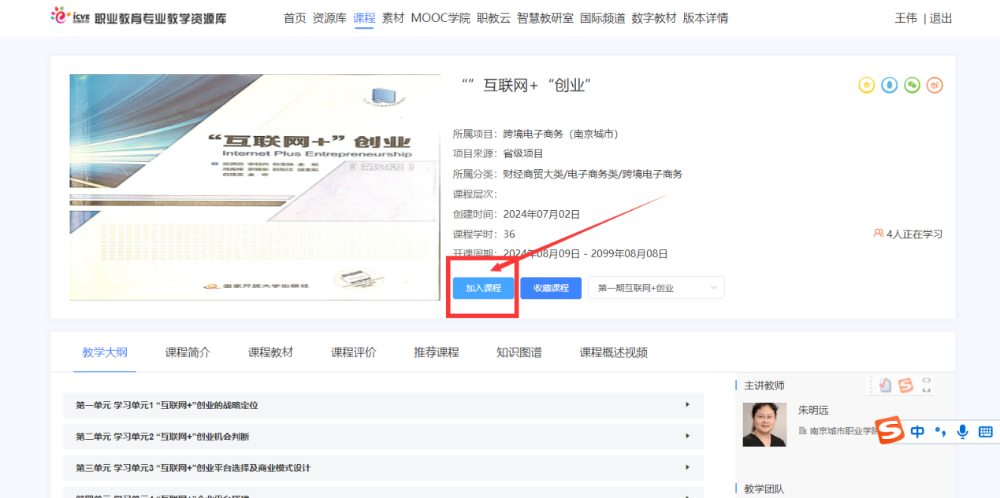 icve 职业教育专业教学资源库 首页 资源库 课程 素材 MOOC学院 职教云 智慧教研室 国际频道 数字教材 版本详情 王伟 | 退出
“” 互联网+ “创业”
“互联网+” 创业
Internet Plus Entrepreneurship
(第2版)
国家开放大学出版社
所属项目: 跨境电子商务（南京城市）
项目来源: 省级项目
所属分类: 财经商贸大类/电子商务类/跨境电子商务
课程层次:
创建时间: 2024年07月02日
课程学时: 36
4人正在学习
开课周期: 2024年08月09日 - 2099年08月08日
加入课程 收藏课程 第一期互联网+创业
教学大纲 课程简介 课程教材 课程评价 推荐课程 知识图谱 课程概述视频
第一单元 学习单元1 “互联网+”创业的战略定位
第二单元 学习单元2 “互联网+”创业机会判断
第三单元 学习单元3 “互联网+”创业平台选择及商业模式设计
主讲教师
朱明远
南京城市职业学院
中
教学团队